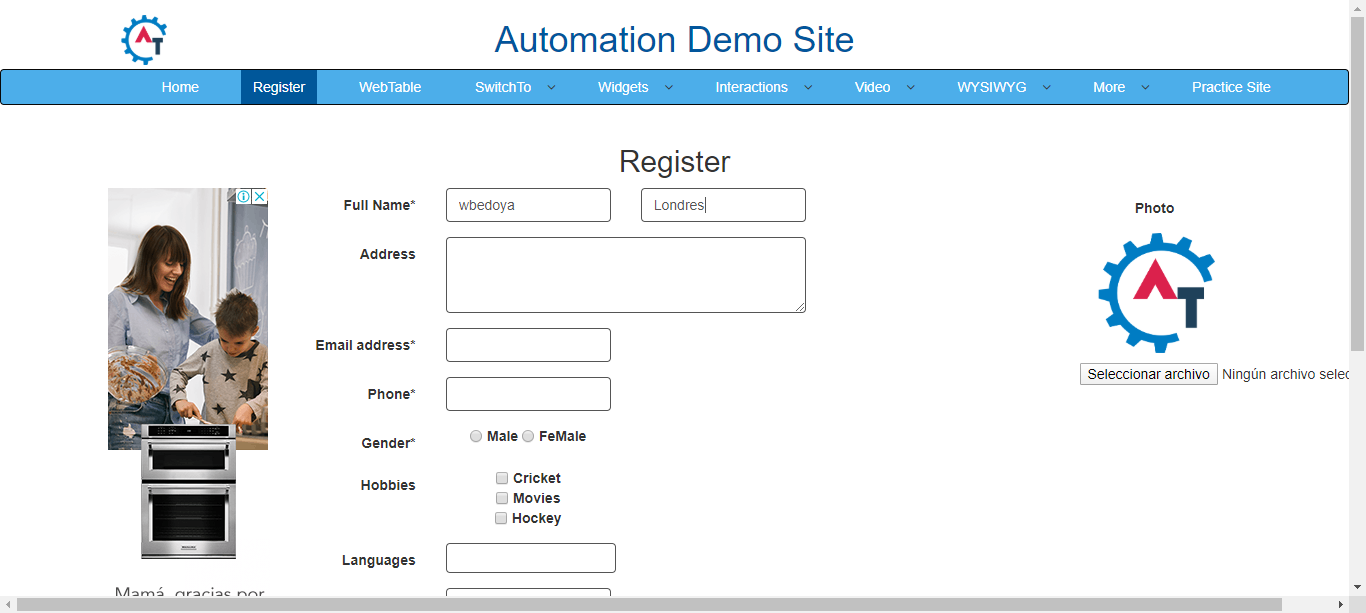 Automation Demo Site
Home Register WebTable SwitchTo Widgets Interactions Video WYSIWYG More Practice Site
Register
Full Name* wbedoya Londres
Photo
Address
Email address*
Phone*
Seleccionar archivo Ningún archivo selec
Gender* Male FeMale
Hobbies Cricket
Movies
Hockey
Languages
Mamá, gracias por